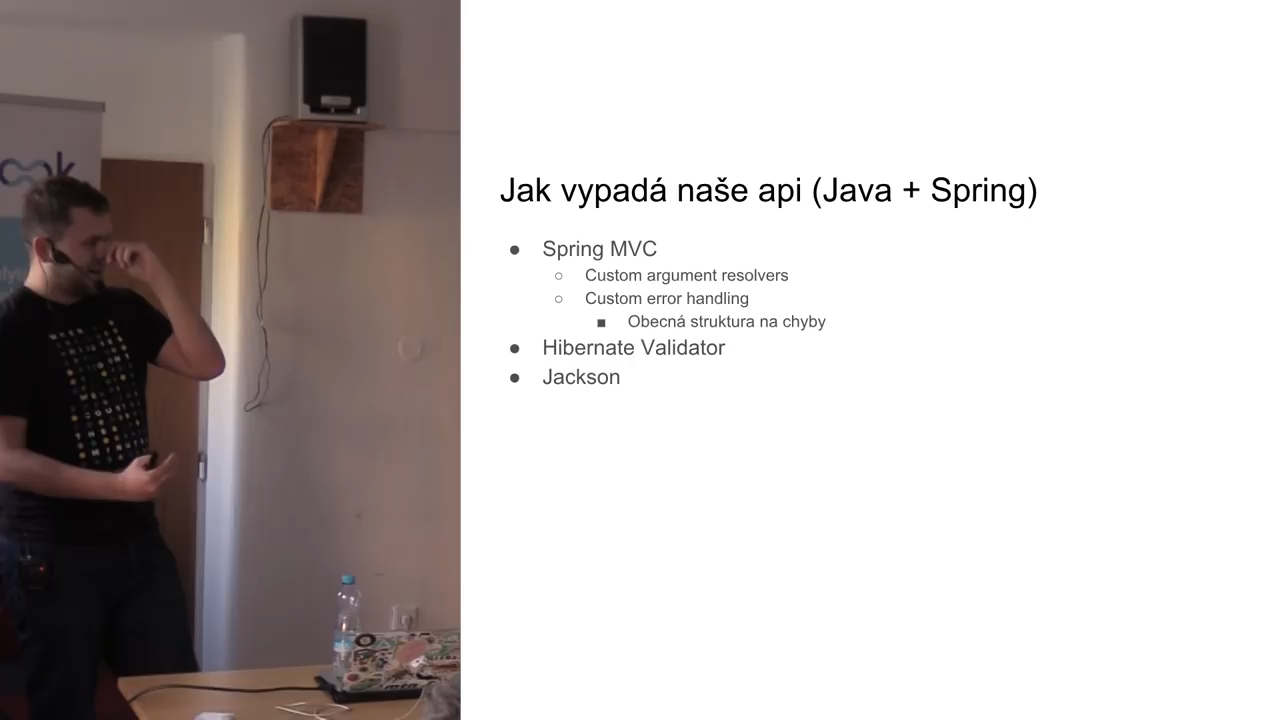 Jak vypadá naše api (Java + Spring)
● Spring MVC
○ Custom argument resolvers
○ Custom error handling
■ Obecná struktura na chyby
● Hibernate Validator
● Jackson